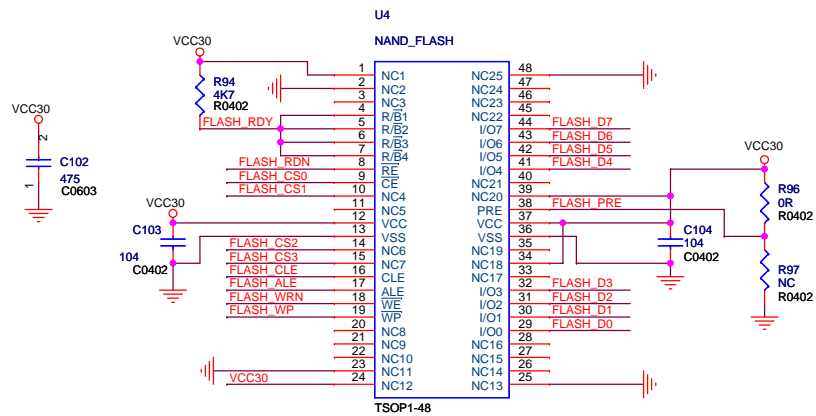 U4
NAND_FLASH
VCC30
R94
4K7
R0402
FLASH_RDY
VCC30
2
1
C102
475
C0603
FLASH_RDN
FLASH_CS0
FLASH_CS1
VCC30
C103
104
C0402
FLASH_CS2
FLASH_CS3
FLASH_CLE
FLASH_ALE
FLASH_WRN
FLASH_WP
VCC30
1 NC1
2 NC2
3 NC3
4 R/B1
5 R/B2
6 R/B3
7 R/B4
8 RE
9 CE
10 NC4
11 NC5
12 VCC
13 VSS
14 NC6
15 NC7
16 CLE
17 ALE
18 WE
19 WP
20 NC8
21 NC9
22 NC10
23 NC11
24 NC12
NC25 48
NC24 47
NC23 46
NC22 45
I/O7 44 FLASH_D7
I/O6 43 FLASH_D6
I/O5 42 FLASH_D5
I/O4 41 FLASH_D4
NC21 40
NC20 39
PRE 38 FLASH_PRE
VCC 37
VSS 36
NC19 35
NC18 34
NC17 33
I/O3 32 FLASH_D3
I/O2 31 FLASH_D2
I/O1 30 FLASH_D1
I/O0 29 FLASH_D0
NC16 28
NC15 27
NC14 26
NC13 25
TSOP1-48
C104
104
C0402
VCC30
R96
0R
R0402
R97
NC
R0402